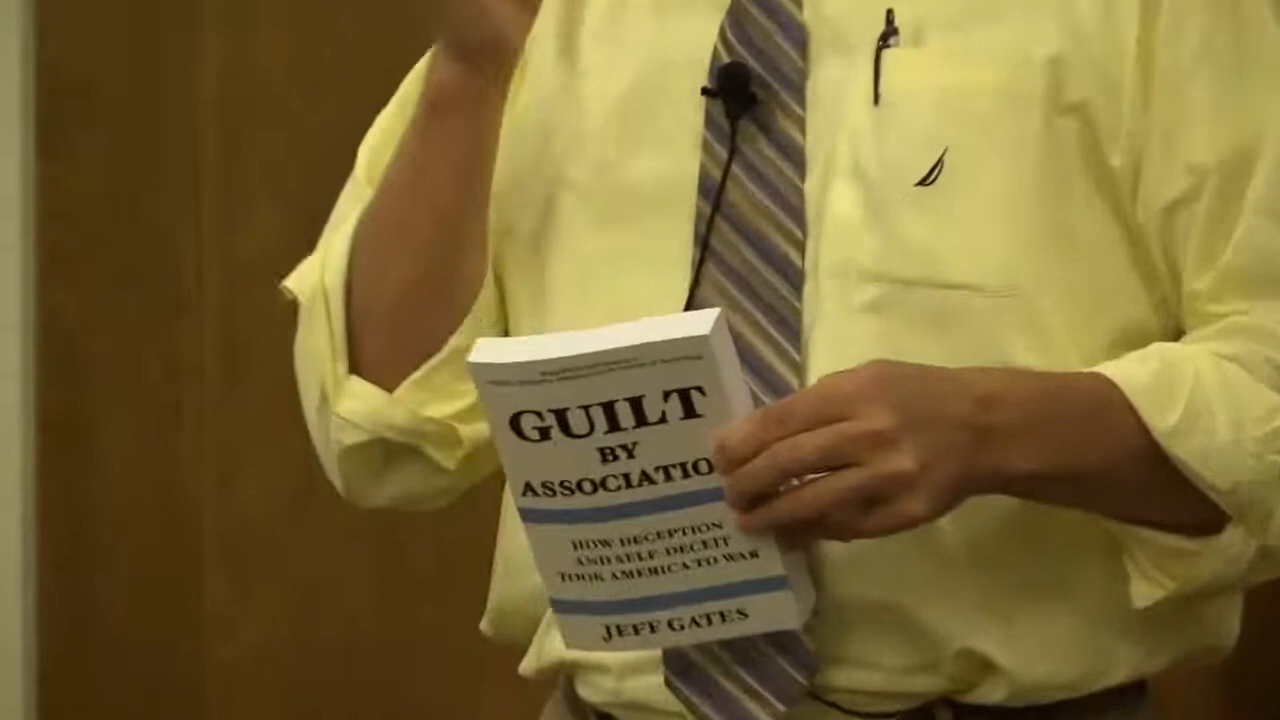 GUILT
BY
ASSOCIATIO
HOW DECEPTION
AND SELF-DECEIT
TOOK AMERICA TO WAR
JEFF GATES